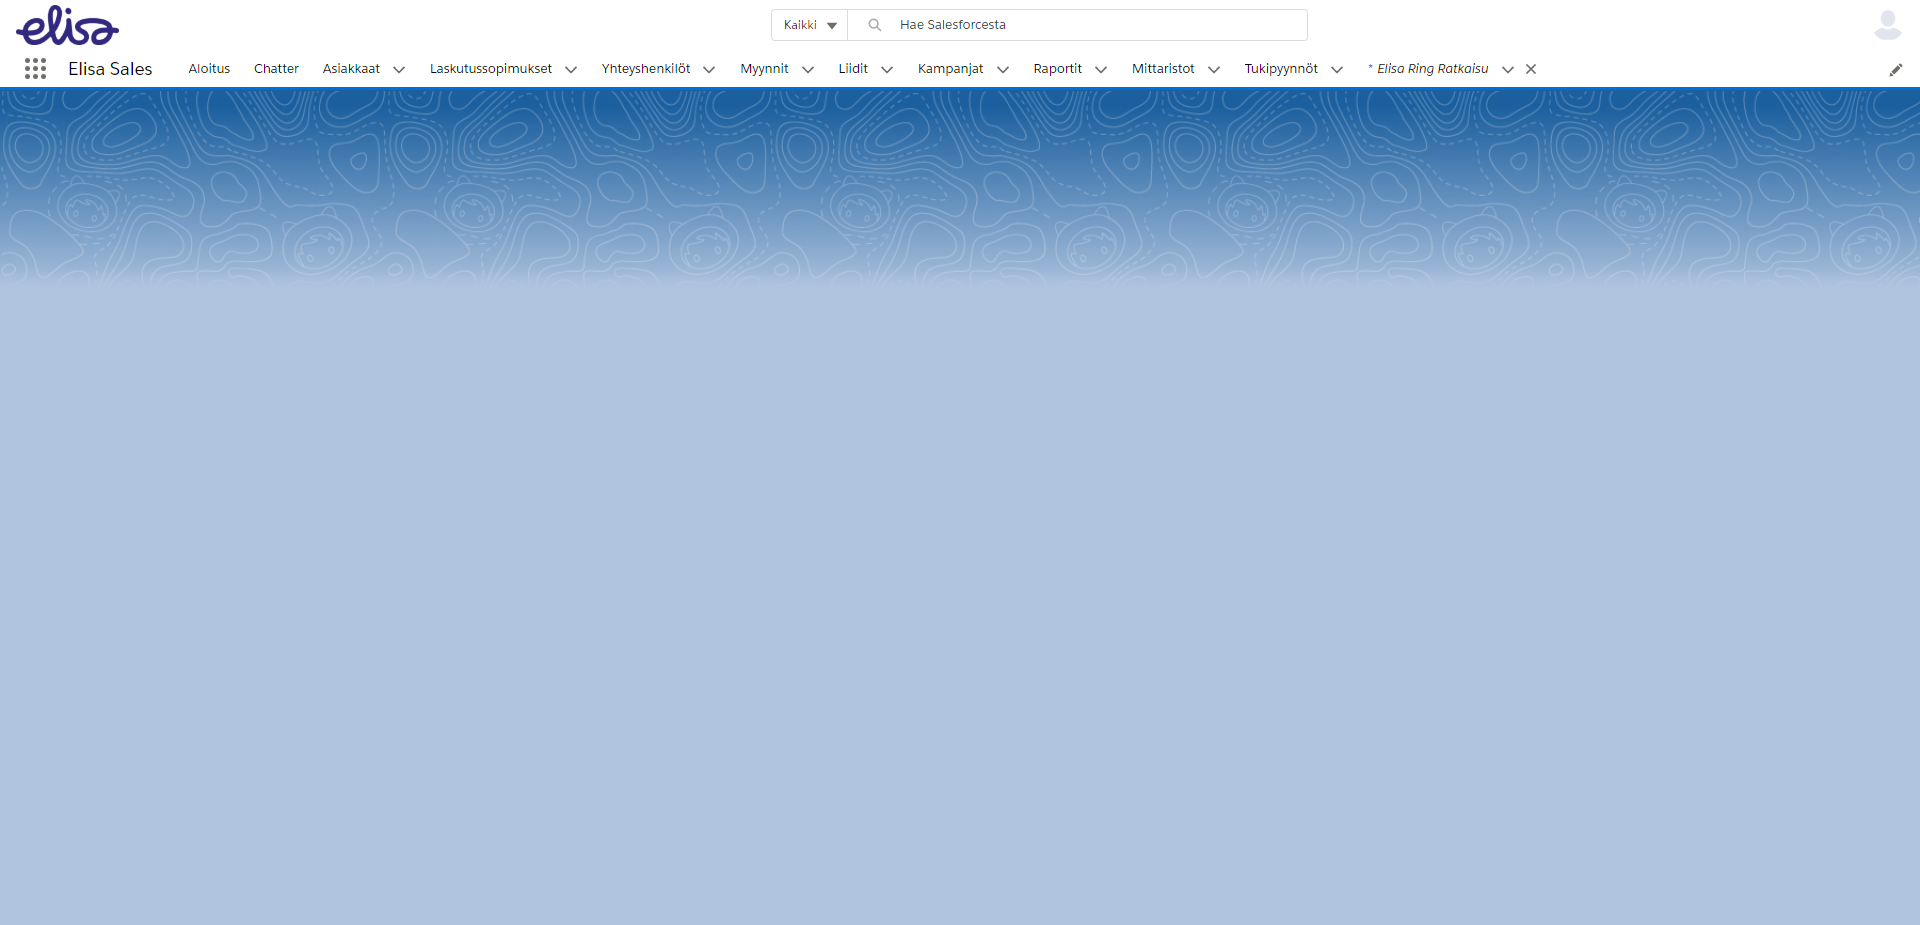 elisa
Kaikki Hae Salesforcesta
Elisa Sales Aloitus Chatter Asiakkaat Laskutussopimukset Yhteyshenkilöt Myynnit Liidit Kampanjat Raportit Mittaristot Tukipyynnöt * Elisa Ring Ratkaisu